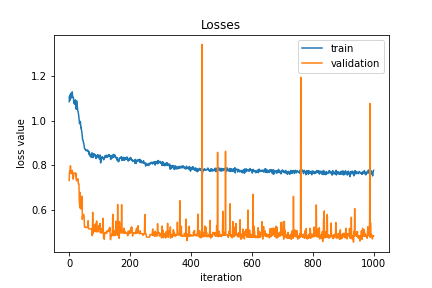 Losses
train
validation
1.2
1.0
0.8
0.6
loss value
0 200 400 600 800 1000
iteration